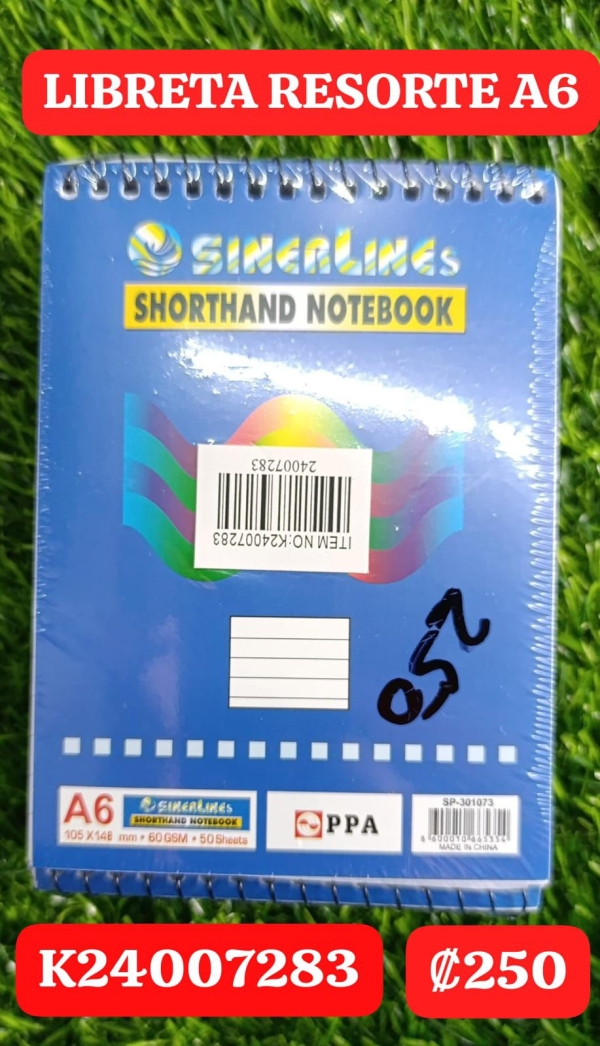 LIBRETA RESORTE A6
SINERLINEs
SHORTHAND NOTEBOOK
24007283
ITEM NO:K24007283
250
A6
SINERLINEs
SHORTHAND NOTEBOOK
105 X 148 mm • 60 GSM • 50 Sheets
PPA
SP-301073
MADE IN CHINA
K24007283
₡250